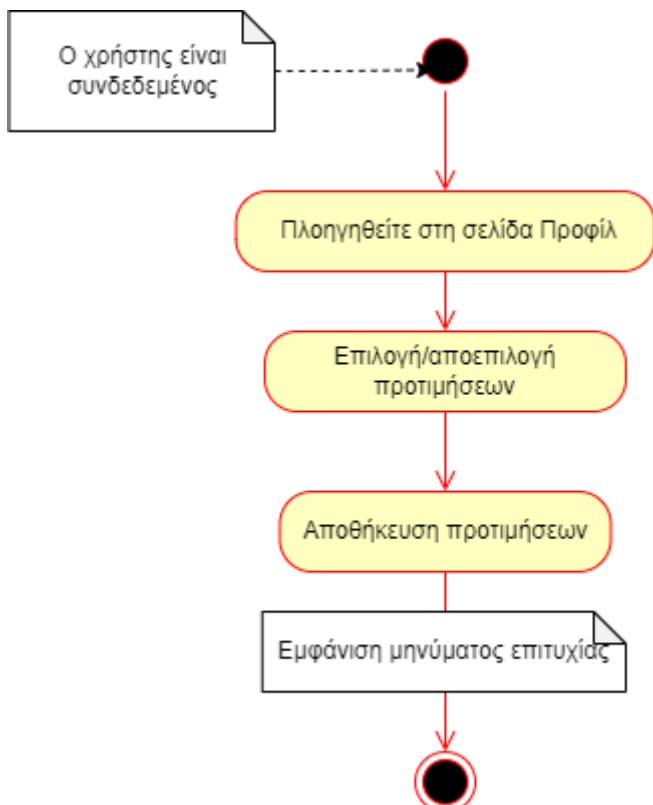 Ο χρήστης είναι
συνδεδεμένος
Πλοηγηθείτε στη σελίδα Προφίλ
Επιλογή/αποεπιλογή
προτιμήσεων
Αποθήκευση προτιμήσεων
Εμφάνιση μηνύματος επιτυχίας